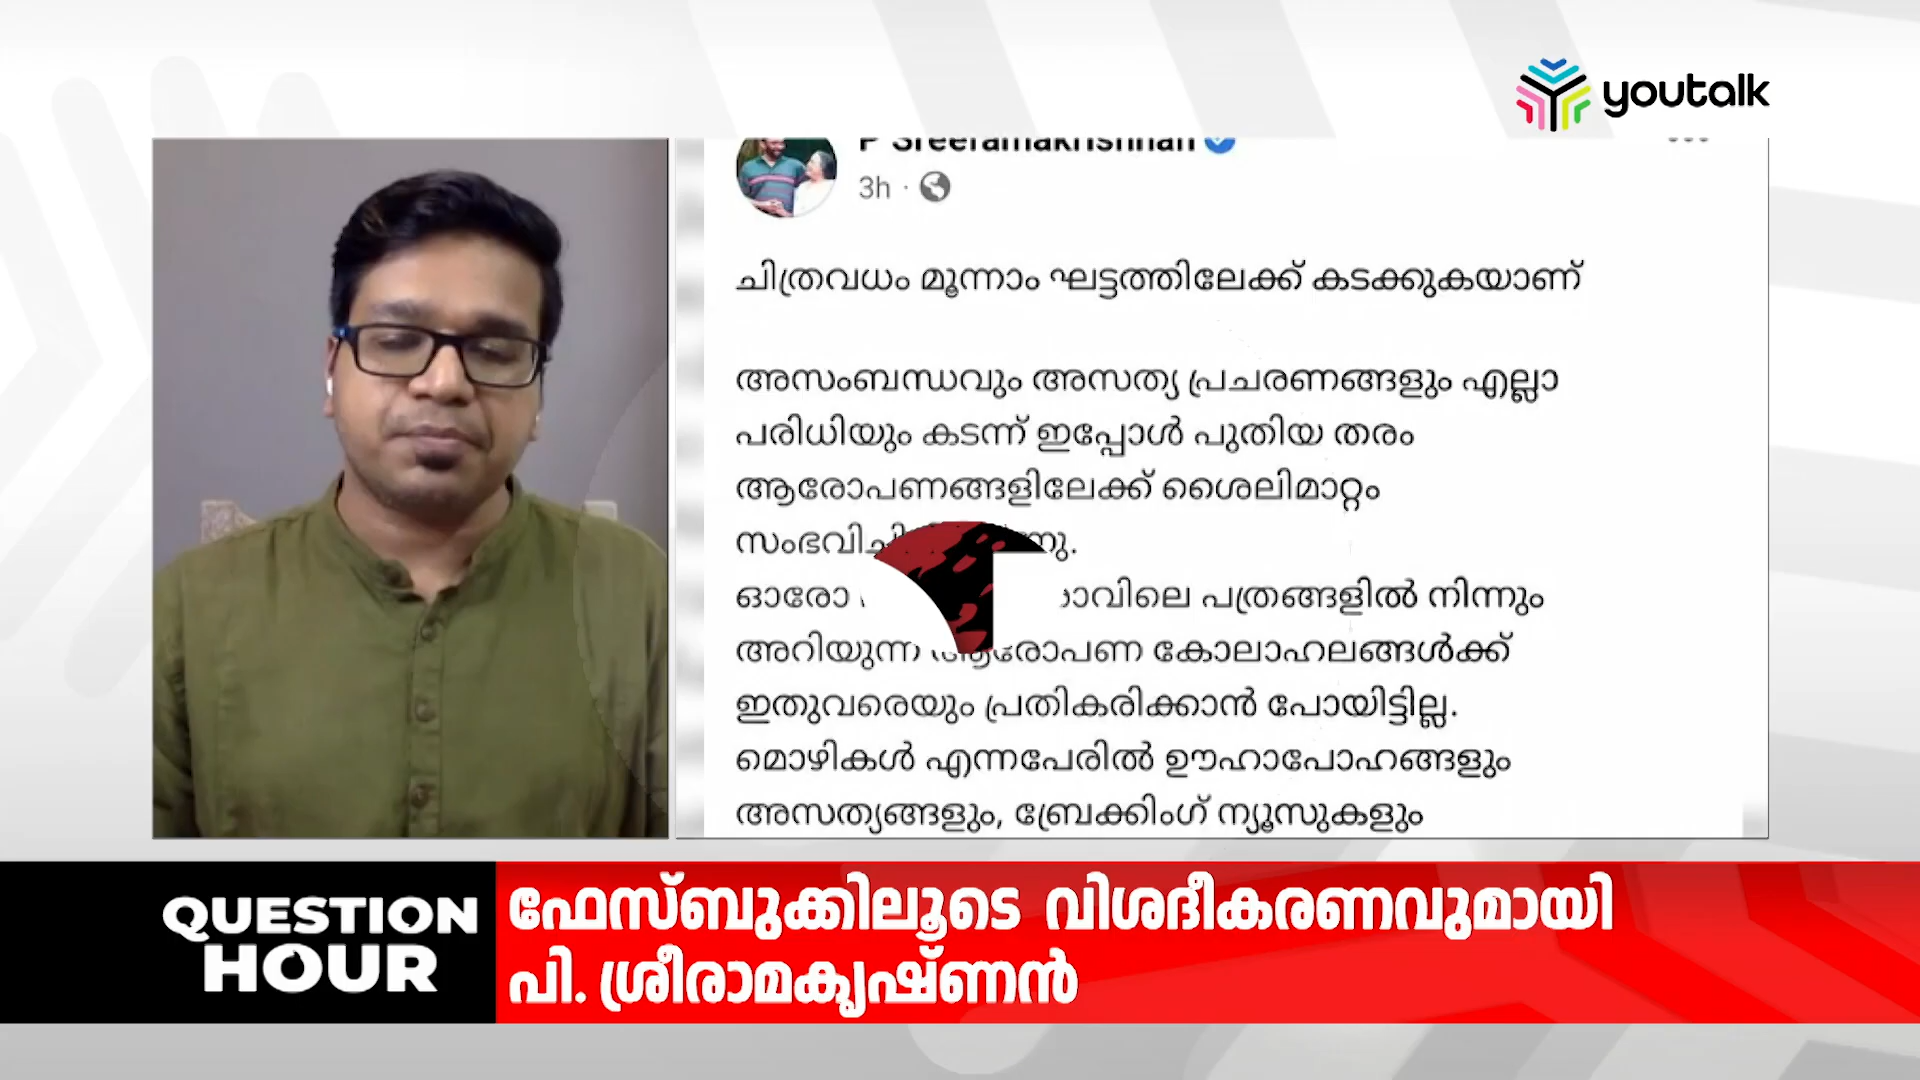 youtalk
P Sreeramakrishnan
3h
ചിത്രവധം മൂന്നാം ഘട്ടത്തിലേക്ക് കടക്കുകയാണ്
അസംബന്ധവും അസത്യ പ്രചരണങ്ങളും എല്ലാ
പരിധിയും കടന്ന് ഇപ്പോൾ പുതിയ തരം
ആരോപണങ്ങളിലേക്ക് ശൈലിമാറ്റം
ഓരോ പത്രങ്ങളിൽ നിന്നും
അറിയുന്ന ആരോപണ കോലാഹലങ്ങൾക്ക്
ഇതുവരെയും പ്രതികരിക്കാൻ പോയിട്ടില്ല.
മൊഴികൾ എന്നപേരിൽ ഊഹാപോഹങ്ങളും
അസത്യങ്ങളും, ബ്രേക്കിംഗ് ന്യൂസുകളും
QUESTION
HOUR
ഫേസ്ബുക്കിലൂടെ വിശദീകരണവുമായി
പി. ശ്രീരാമകൃഷ്ണൻ